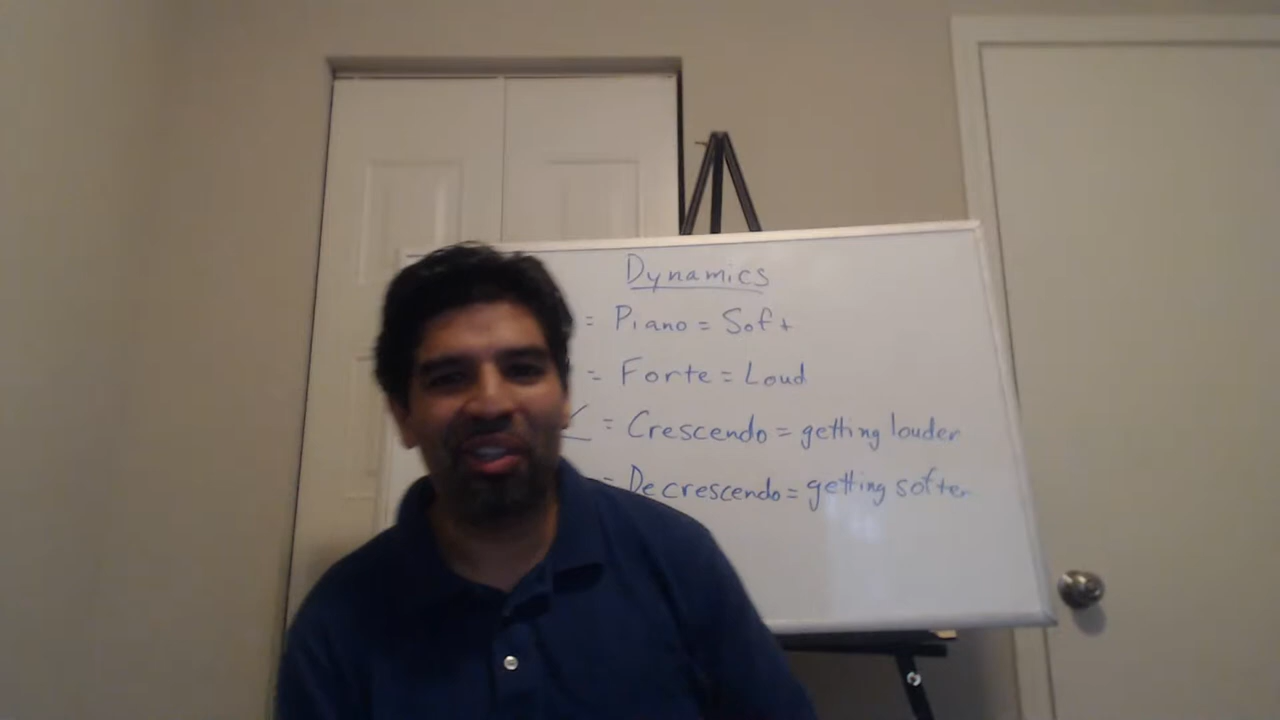 Dynamics
= Piano = Soft
= Forte = Loud
< = Crescendo = getting louder
= Decrescendo = getting softer